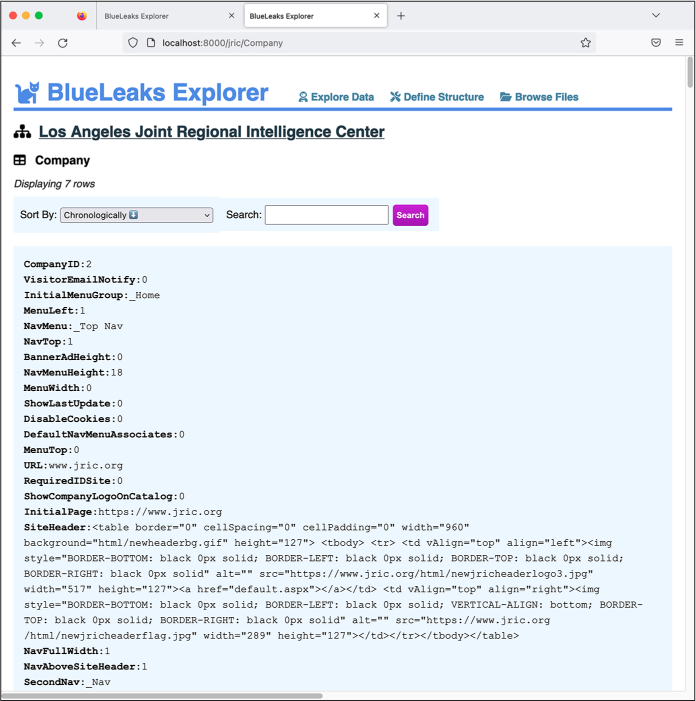 BlueLeaks Explorer
BlueLeaks Explorer
localhost:8000/jric/Company
BlueLeaks Explorer
Explore Data
Define Structure
Browse Files
Los Angeles Joint Regional Intelligence Center
Company
Displaying 7 rows
Sort By: Chronologically ⬇️
Search:
Search
CompanyID:2
VisitorEmailNotify:0
InitialMenuGroup:_Home
MenuLeft:1
NavMenu:_Top Nav
NavTop:1
BannerAdHeight:0
NavMenuHeight:18
MenuWidth:0
ShowLastUpdate:0
DisableCookies:0
DefaultNavMenuAssociates:0
MenuTop:0
URL:www.jric.org
RequiredIDSite:0
ShowCompanyLogoOnCatalog:0
InitialPage:https://www.jric.org
SiteHeader:<table border="0" cellSpacing="0" cellPadding="0" width="960"
background="html/newheaderbg.gif" height="127"> <tbody> <tr> <td vAlign="top" align="left"><img
style="BORDER-BOTTOM: black 0px solid; BORDER-LEFT: black 0px solid; BORDER-TOP: black 0px solid;
BORDER-RIGHT: black 0px solid" alt="" src="https://www.jric.org/html/newjricheaderlogo3.jpg"
width="517" height="127"><a href="default.aspx"></a></td> <td vAlign="top" align="right"><img
style="BORDER-BOTTOM: black 0px solid; BORDER-LEFT: black 0px solid; VERTICAL-ALIGN: bottom; BORDER-
TOP: black 0px solid; BORDER-RIGHT: black 0px solid" alt="" src="https://www.jric.org
/html/newjricheaderflag.jpg" width="289" height="127"></td></tr></tbody></table>
NavFullWidth:1
NavAboveSiteHeader:1
SecondNav:_Nav